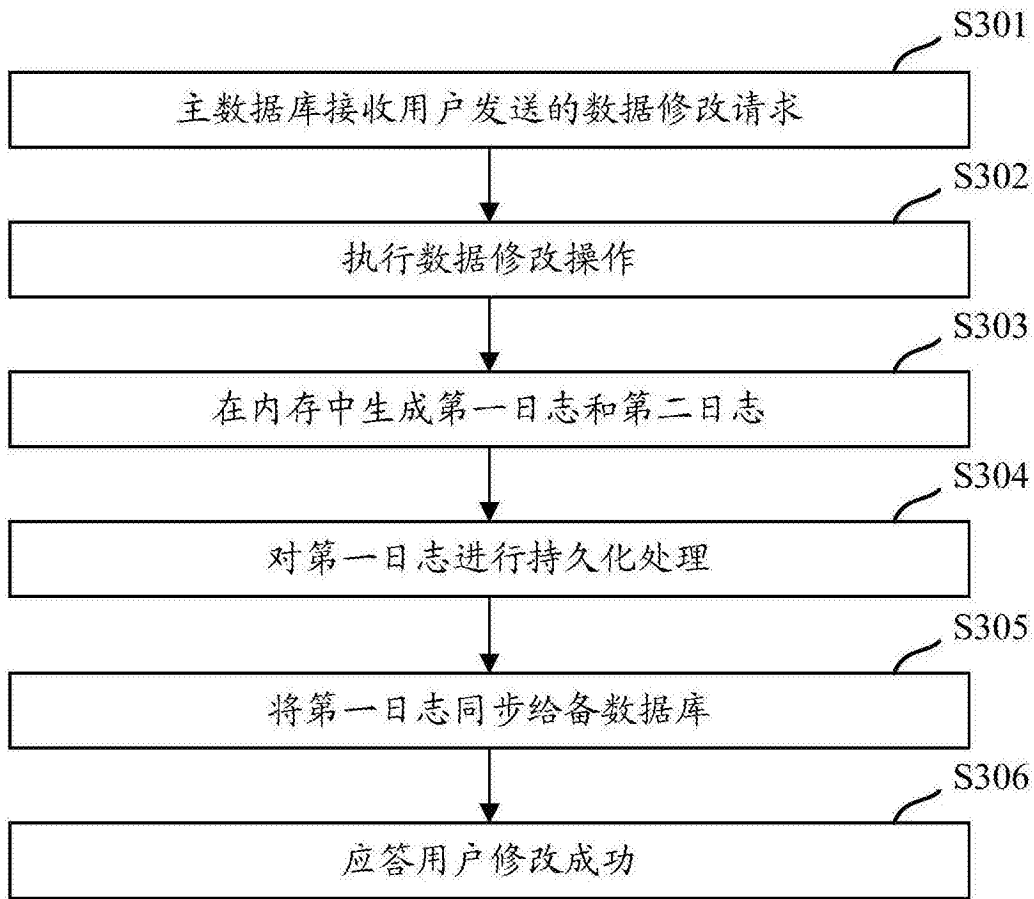 S301
主数据库接收用户发送的数据修改请求
S302
执行数据修改操作
S303
在内存中生成第一日志和第二日志
S304
对第一日志进行持久化处理
S305
将第一日志同步给备数据库
S306
应答用户修改成功